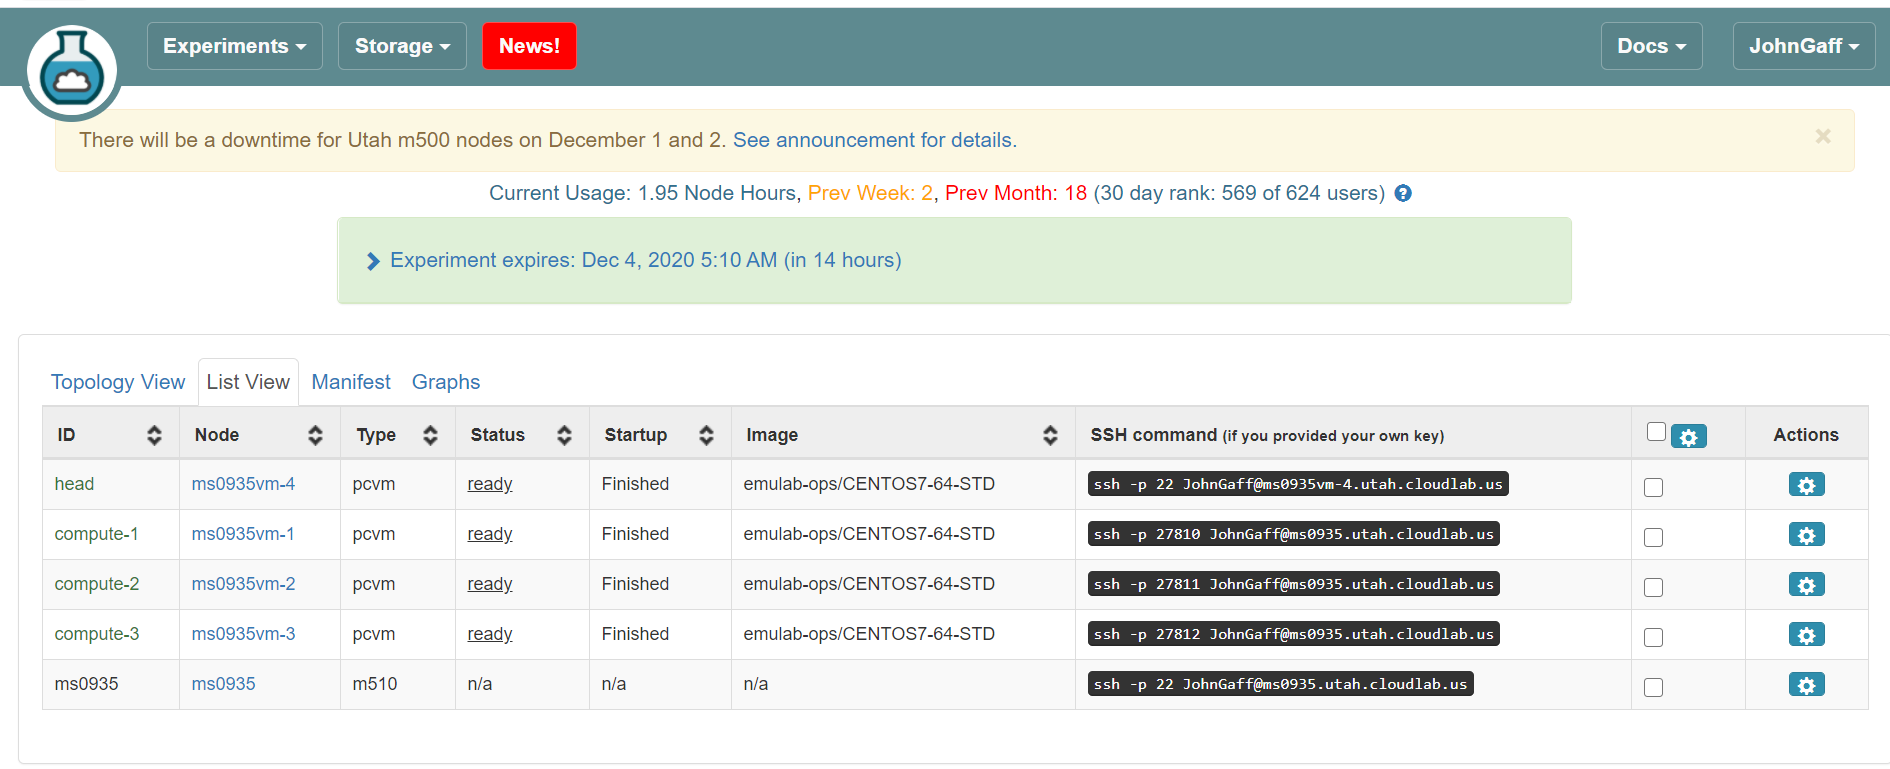 Experiments Storage News! Docs JohnGaff
There will be a downtime for Utah m500 nodes on December 1 and 2. See announcement for details. ×
Current Usage: 1.95 Node Hours, Prev Week: 2, Prev Month: 18 (30 day rank: 569 of 624 users) ?
Experiment expires: Dec 4, 2020 5:10 AM (in 14 hours)
Topology View List View Manifest Graphs
ID Node Type Status Startup Image SSH command (if you provided your own key) Actions
head ms0935vm-4 pcvm ready Finished emulab-ops/CENTOS7-64-STD ssh -p 22 JohnGaff@ms0935vm-4.utah.cloudlab.us
compute-1 ms0935vm-1 pcvm ready Finished emulab-ops/CENTOS7-64-STD ssh -p 27810 JohnGaff@ms0935.utah.cloudlab.us
compute-2 ms0935vm-2 pcvm ready Finished emulab-ops/CENTOS7-64-STD ssh -p 27811 JohnGaff@ms0935.utah.cloudlab.us
compute-3 ms0935vm-3 pcvm ready Finished emulab-ops/CENTOS7-64-STD ssh -p 27812 JohnGaff@ms0935.utah.cloudlab.us
ms0935 ms0935 m510 n/a n/a n/a ssh -p 22 JohnGaff@ms0935.utah.cloudlab.us